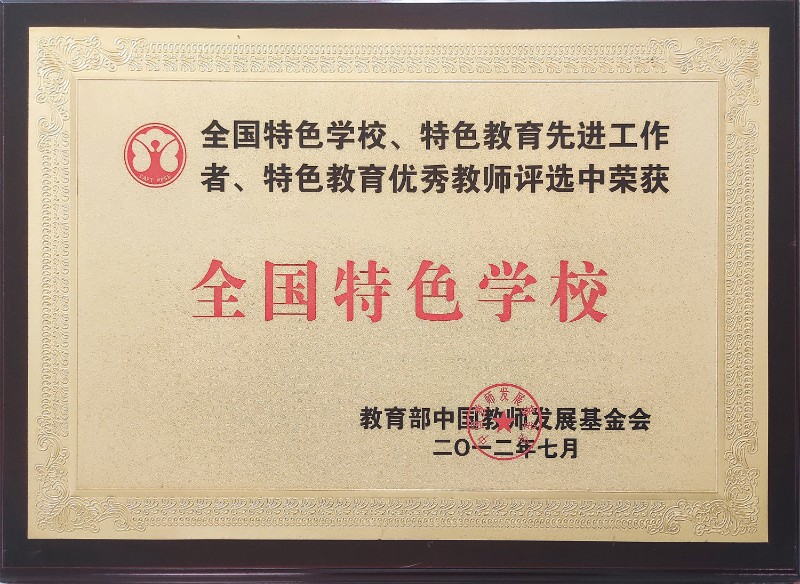 全国特色学校、特色教育先进工作
者、特色教育优秀教师评选中荣获
全国特色学校
教育部中国教师发展基金会
二〇一二年七月